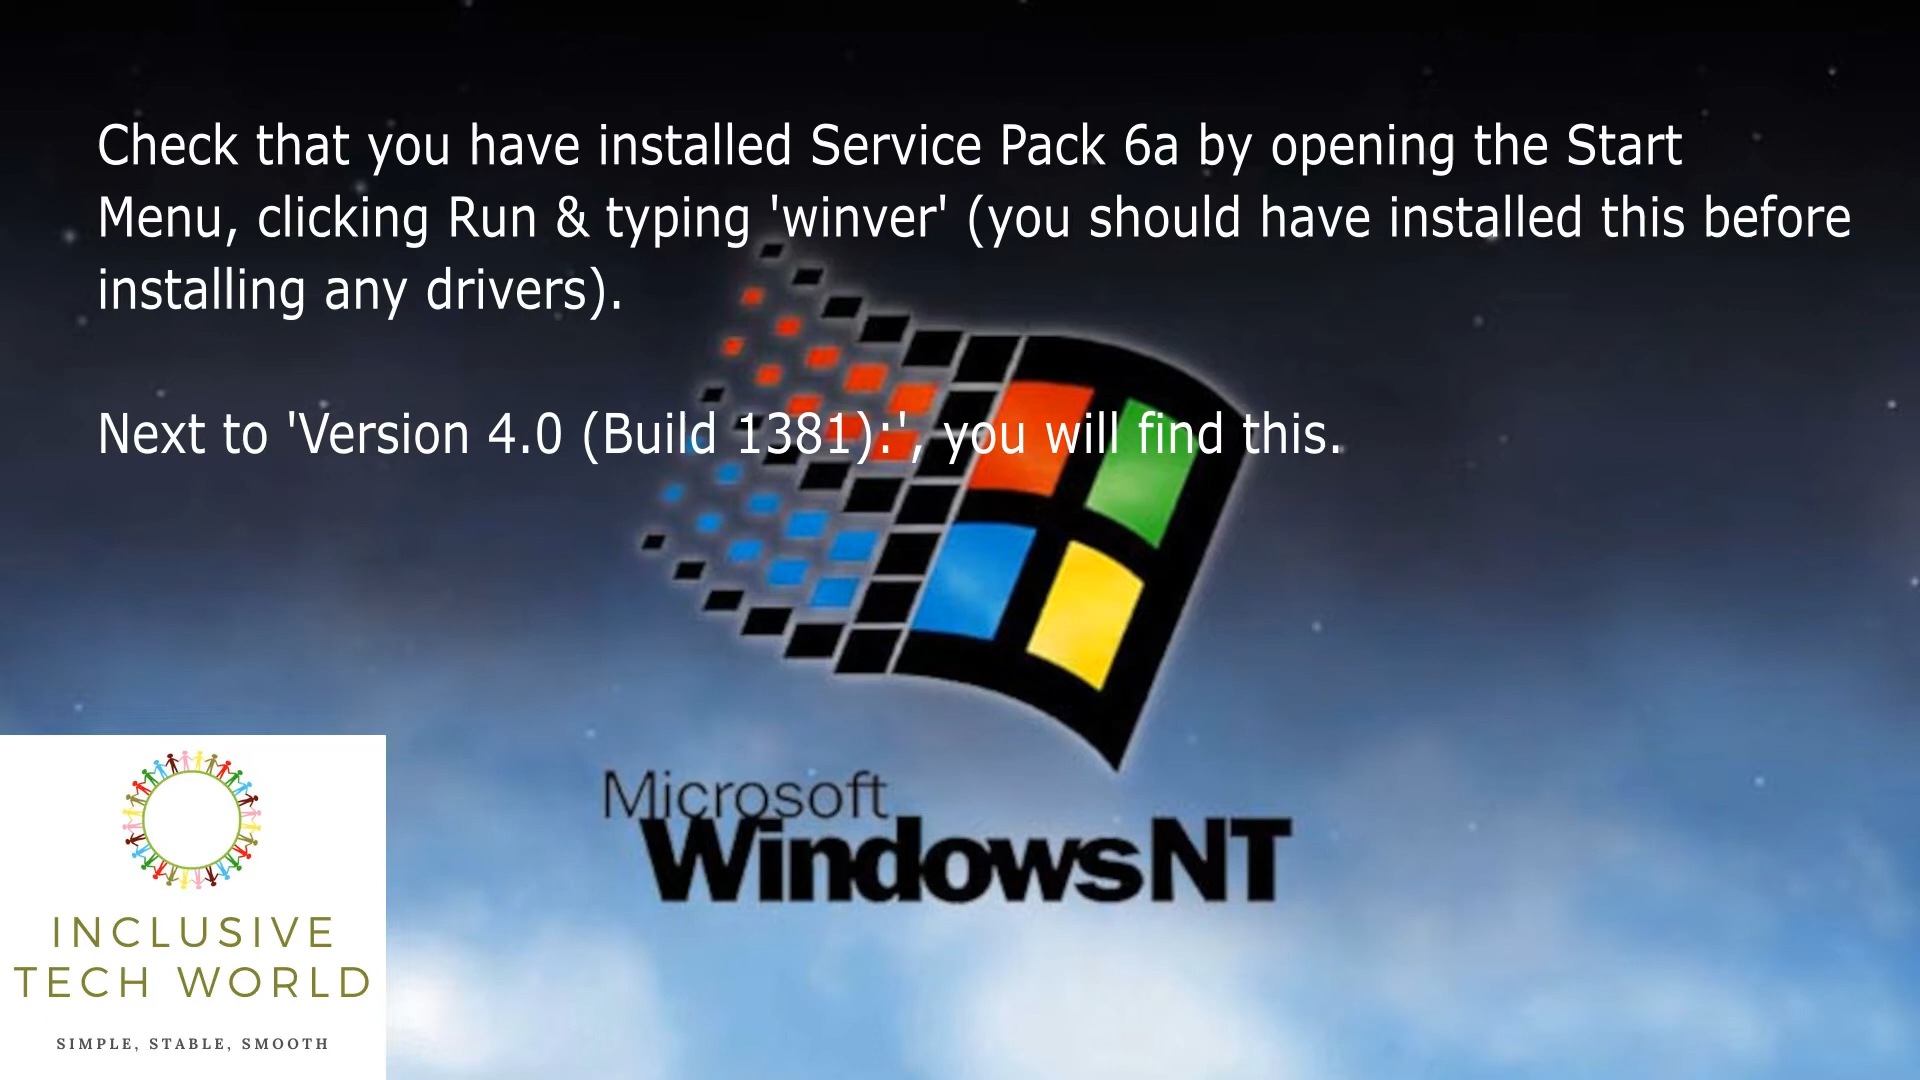 Check that you have installed Service Pack 6a by opening the Start
Menu, clicking Run & typing 'winver' (you should have installed this before
installing any drivers).
Next to 'Version 4.0 (Build 1381):', you will find this.
Microsoft
WindowsNT
INCLUSIVE
TECH WORLD
SIMPLE, STABLE, SMOOTH